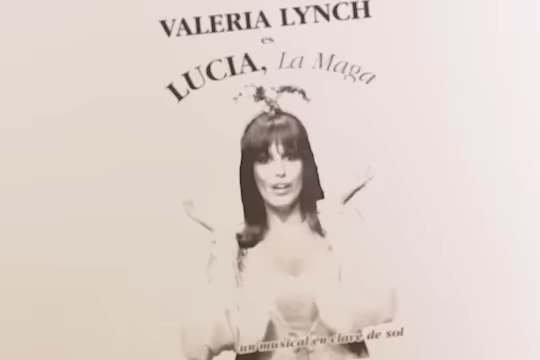 VALERIA LYNCH
es
LUCIA, La Maga
un musical en clave de sol